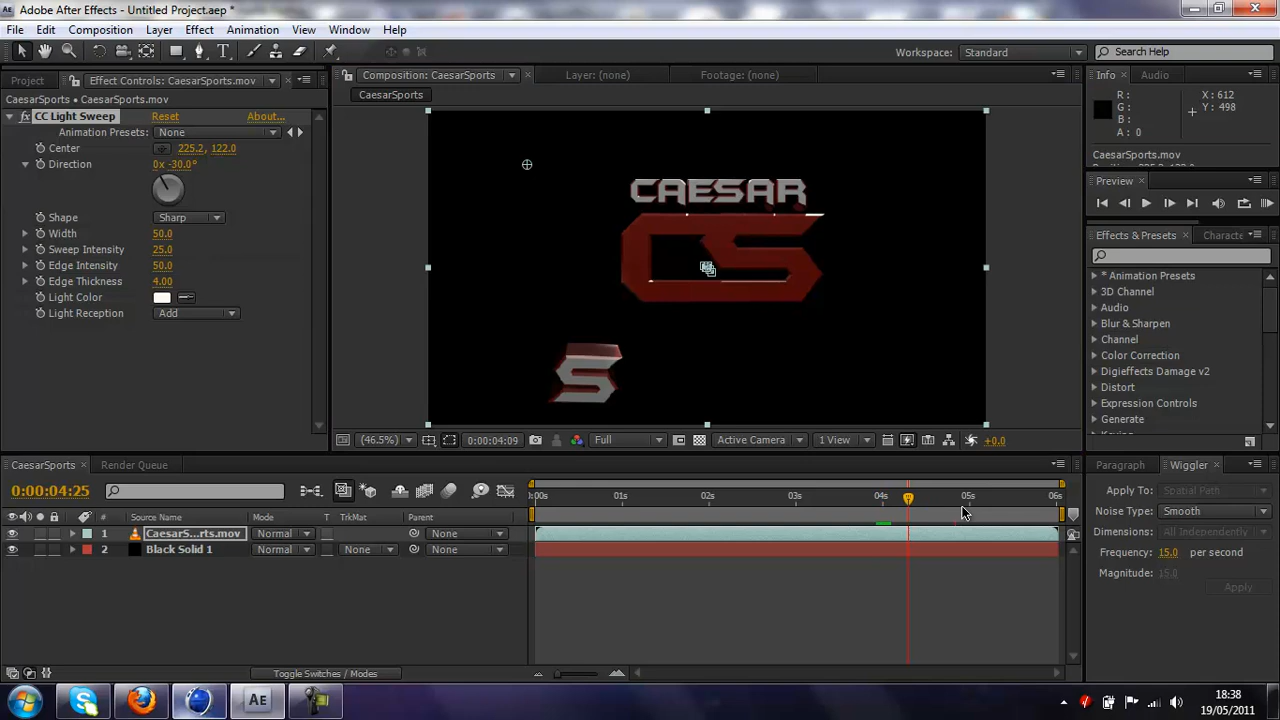 Adobe After Effects - Untitled Project.aep *
File Edit Composition Layer Effect Animation View Window Help
Workspace: Standard Search Help
Project Effect Controls: CaesarSports.mov
CaesarSports • CaesarSports.mov
fx CC Light Sweep Reset About...
Animation Presets: None
Center 225.2, 122.0
Direction 0x -30.0°
Shape Sharp
Width 50.0
Sweep Intensity 25.0
Edge Intensity 50.0
Edge Thickness 4.00
Light Color
Light Reception Add
Composition: CaesarSports Layer: (none) Footage: (none)
CaesarSports
CAESAR
CS
S
(46.5%) 0:00:04:09 Full Active Camera 1 View +0.0
Info Audio
R : X : 612
G : Y : 498
B :
A : 0
CaesarSports.mov
Preview
Effects & Presets Characte
* Animation Presets
3D Channel
Audio
Blur & Sharpen
Channel
Color Correction
Digieffects Damage v2
Distort
Expression Controls
Generate
CaesarSports Render Queue
0:00:04:25
# Source Name Mode T TrkMat Parent
1 CaesarS...rts.mov Normal None
2 Black Solid 1 Normal None None
:00s 01s 02s 03s 04s 05s 06s
Toggle Switches / Modes
Paragraph Wiggler
Apply To: Spatial Path
Noise Type: Smooth
Dimensions: All Independently
Frequency: 15.0 per second
Magnitude: 15.0
Apply
Ae
18:38
19/05/2011